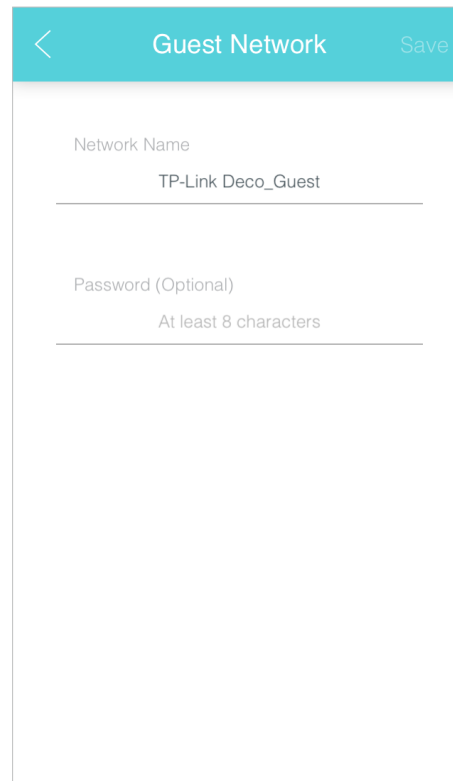 Guest Network Save
Network Name
TP-Link Deco_Guest
Password (Optional)
At least 8 characters